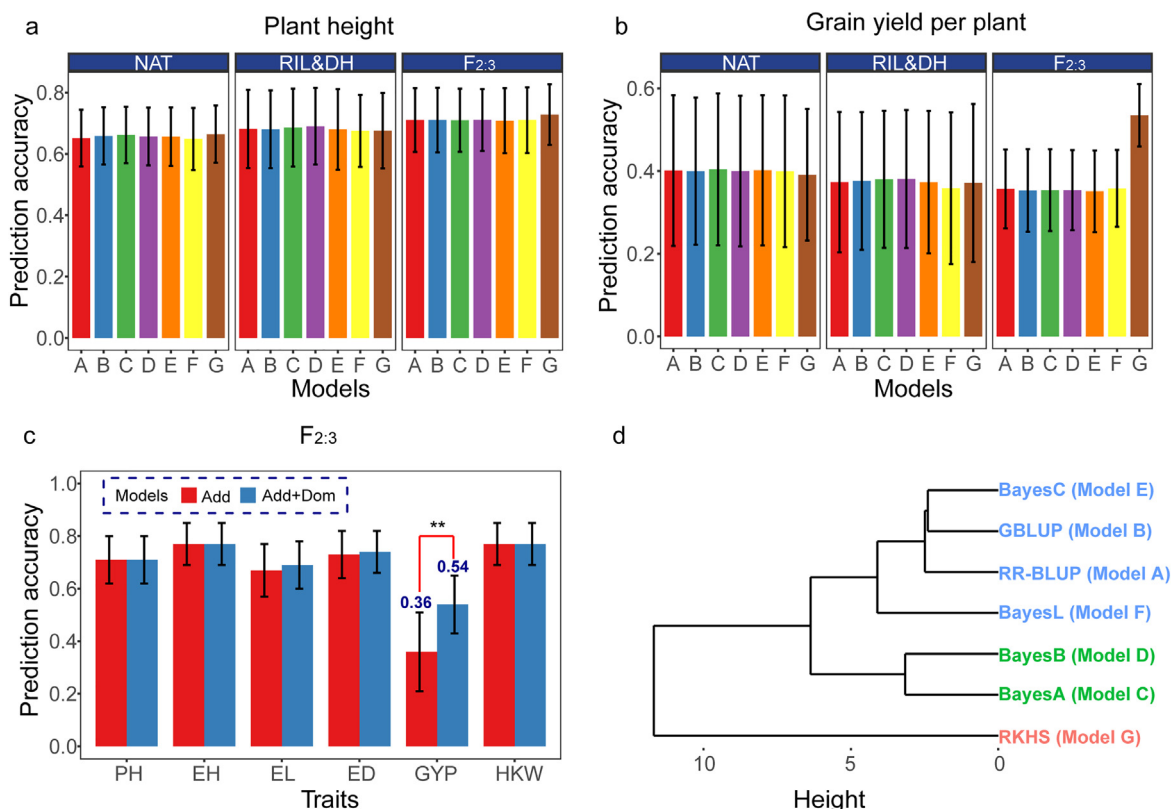 a
Plant height
NAT
RIL&DH
F2:3
Prediction accuracy
0.8
0.6
0.4
0.2
0.0
A B C D E F G
A B C D E F G
A B C D E F G
Models
b
Grain yield per plant
NAT
RIL&DH
F2:3
Prediction accuracy
0.6
0.4
0.2
0.0
A B C D E F G
A B C D E F G
A B C D E F G
Models
c
F2:3
Prediction accuracy
1.0
0.8
0.6
0.4
0.2
0.0
Models Add Add+Dom
**
0.36
0.54
PH EH EL ED GYP HKW
Traits
d
BayesC (Model E)
GBLUP (Model B)
RR-BLUP (Model A)
BayesL (Model F)
BayesB (Model D)
BayesA (Model C)
RKHS (Model G)
10 5 0
Height